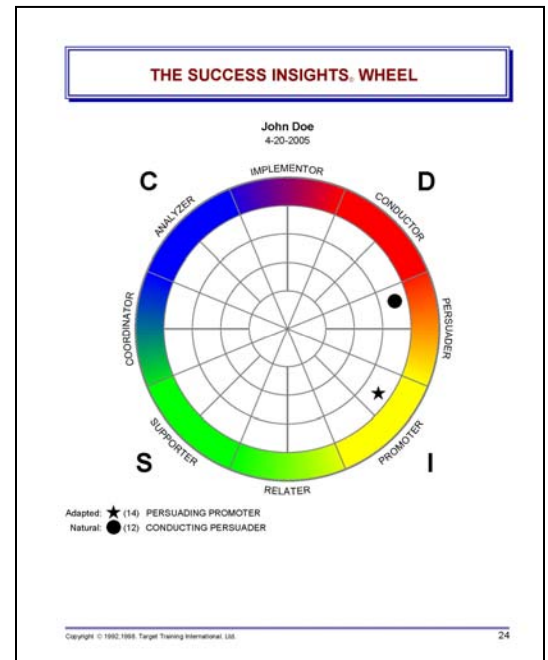 THE SUCCESS INSIGHTS® WHEEL
John Doe
4-20-2005
C
D
IMPLEMENTOR
ANALYZER
CONDUCTOR
COORDINATOR
PERSUADER
SUPPORTER
PROMOTER
S
I
RELATER
Adapted: ★ (14) PERSUADING PROMOTER
Natural: ● (12) CONDUCTING PERSUADER
Copyright © 1992,1998. Target Training International. Ltd.
24